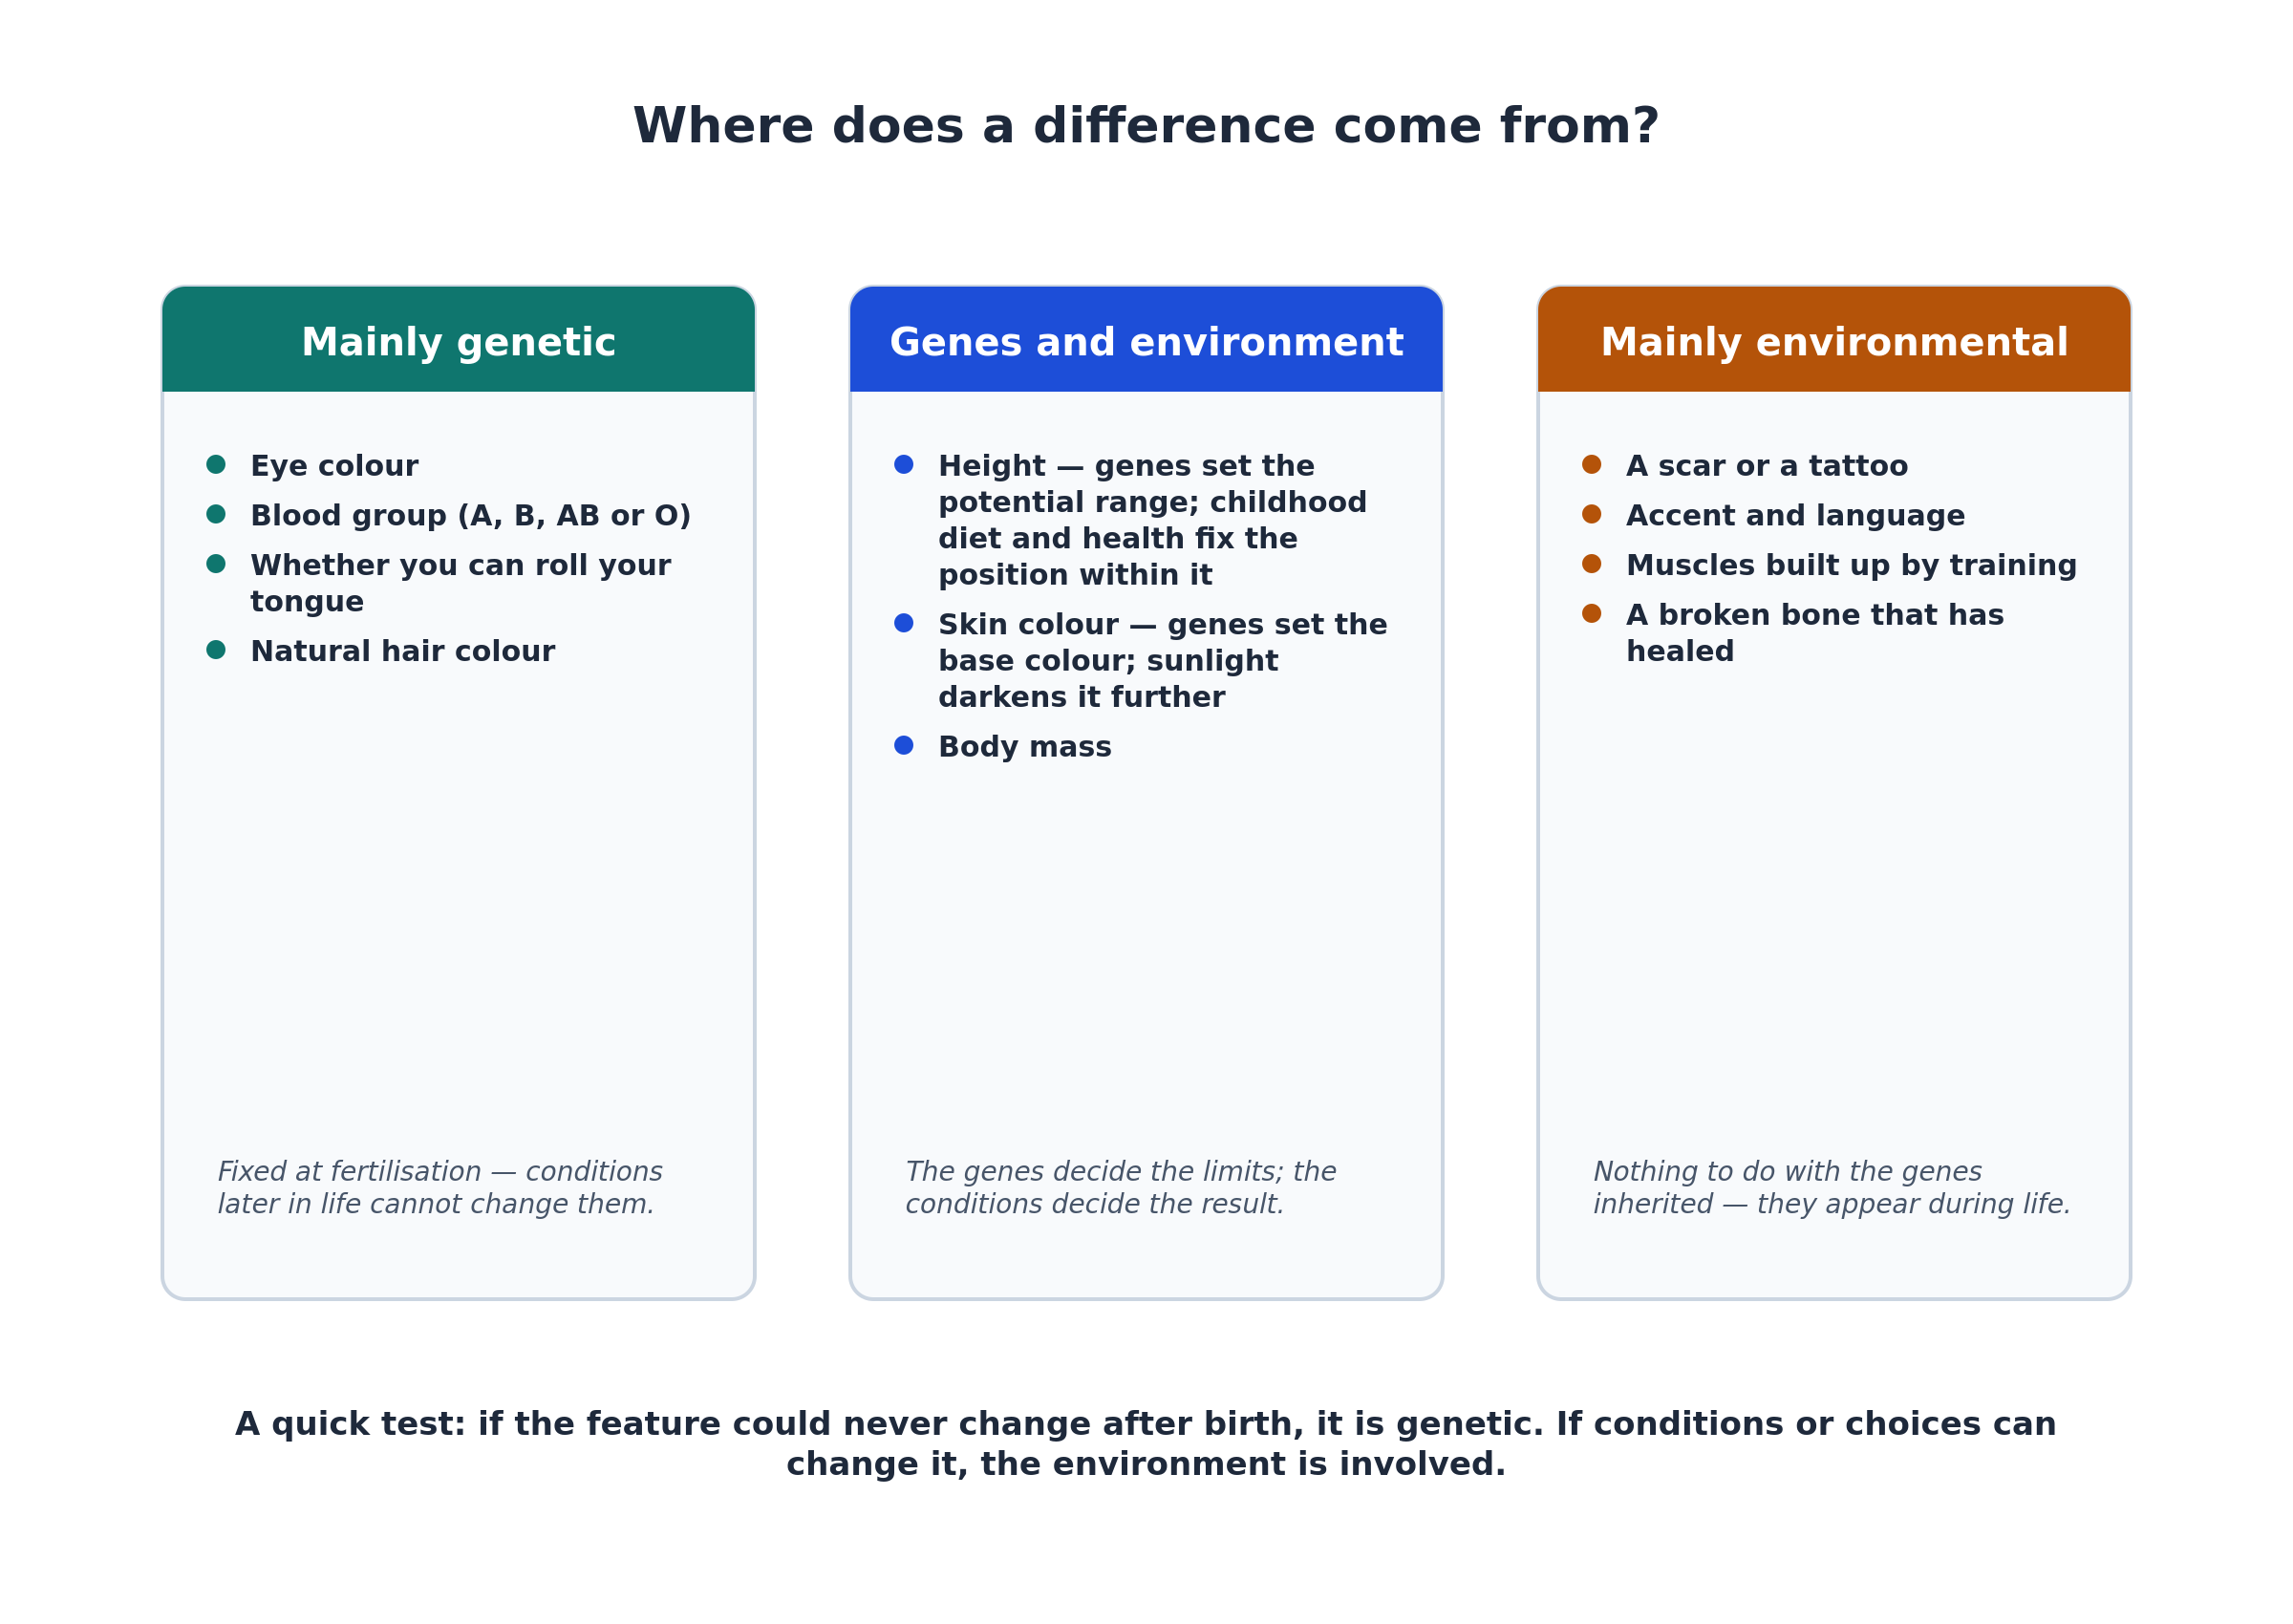 Where does a difference come from?
Mainly genetic
Eye colour
Blood group (A, B, AB or O)
Whether you can roll your
tongue
Natural hair colour
Fixed at fertilisation — conditions
later in life cannot change them.
Genes and environment
Height — genes set the
potential range; childhood
diet and health fix the
position within it
Skin colour — genes set the
base colour; sunlight
darkens it further
Body mass
The genes decide the limits; the
conditions decide the result.
Mainly environmental
A scar or a tattoo
Accent and language
Muscles built up by training
A broken bone that has
healed
Nothing to do with the genes
inherited — they appear during life.
A quick test: if the feature could never change after birth, it is genetic. If conditions or choices can
change it, the environment is involved.